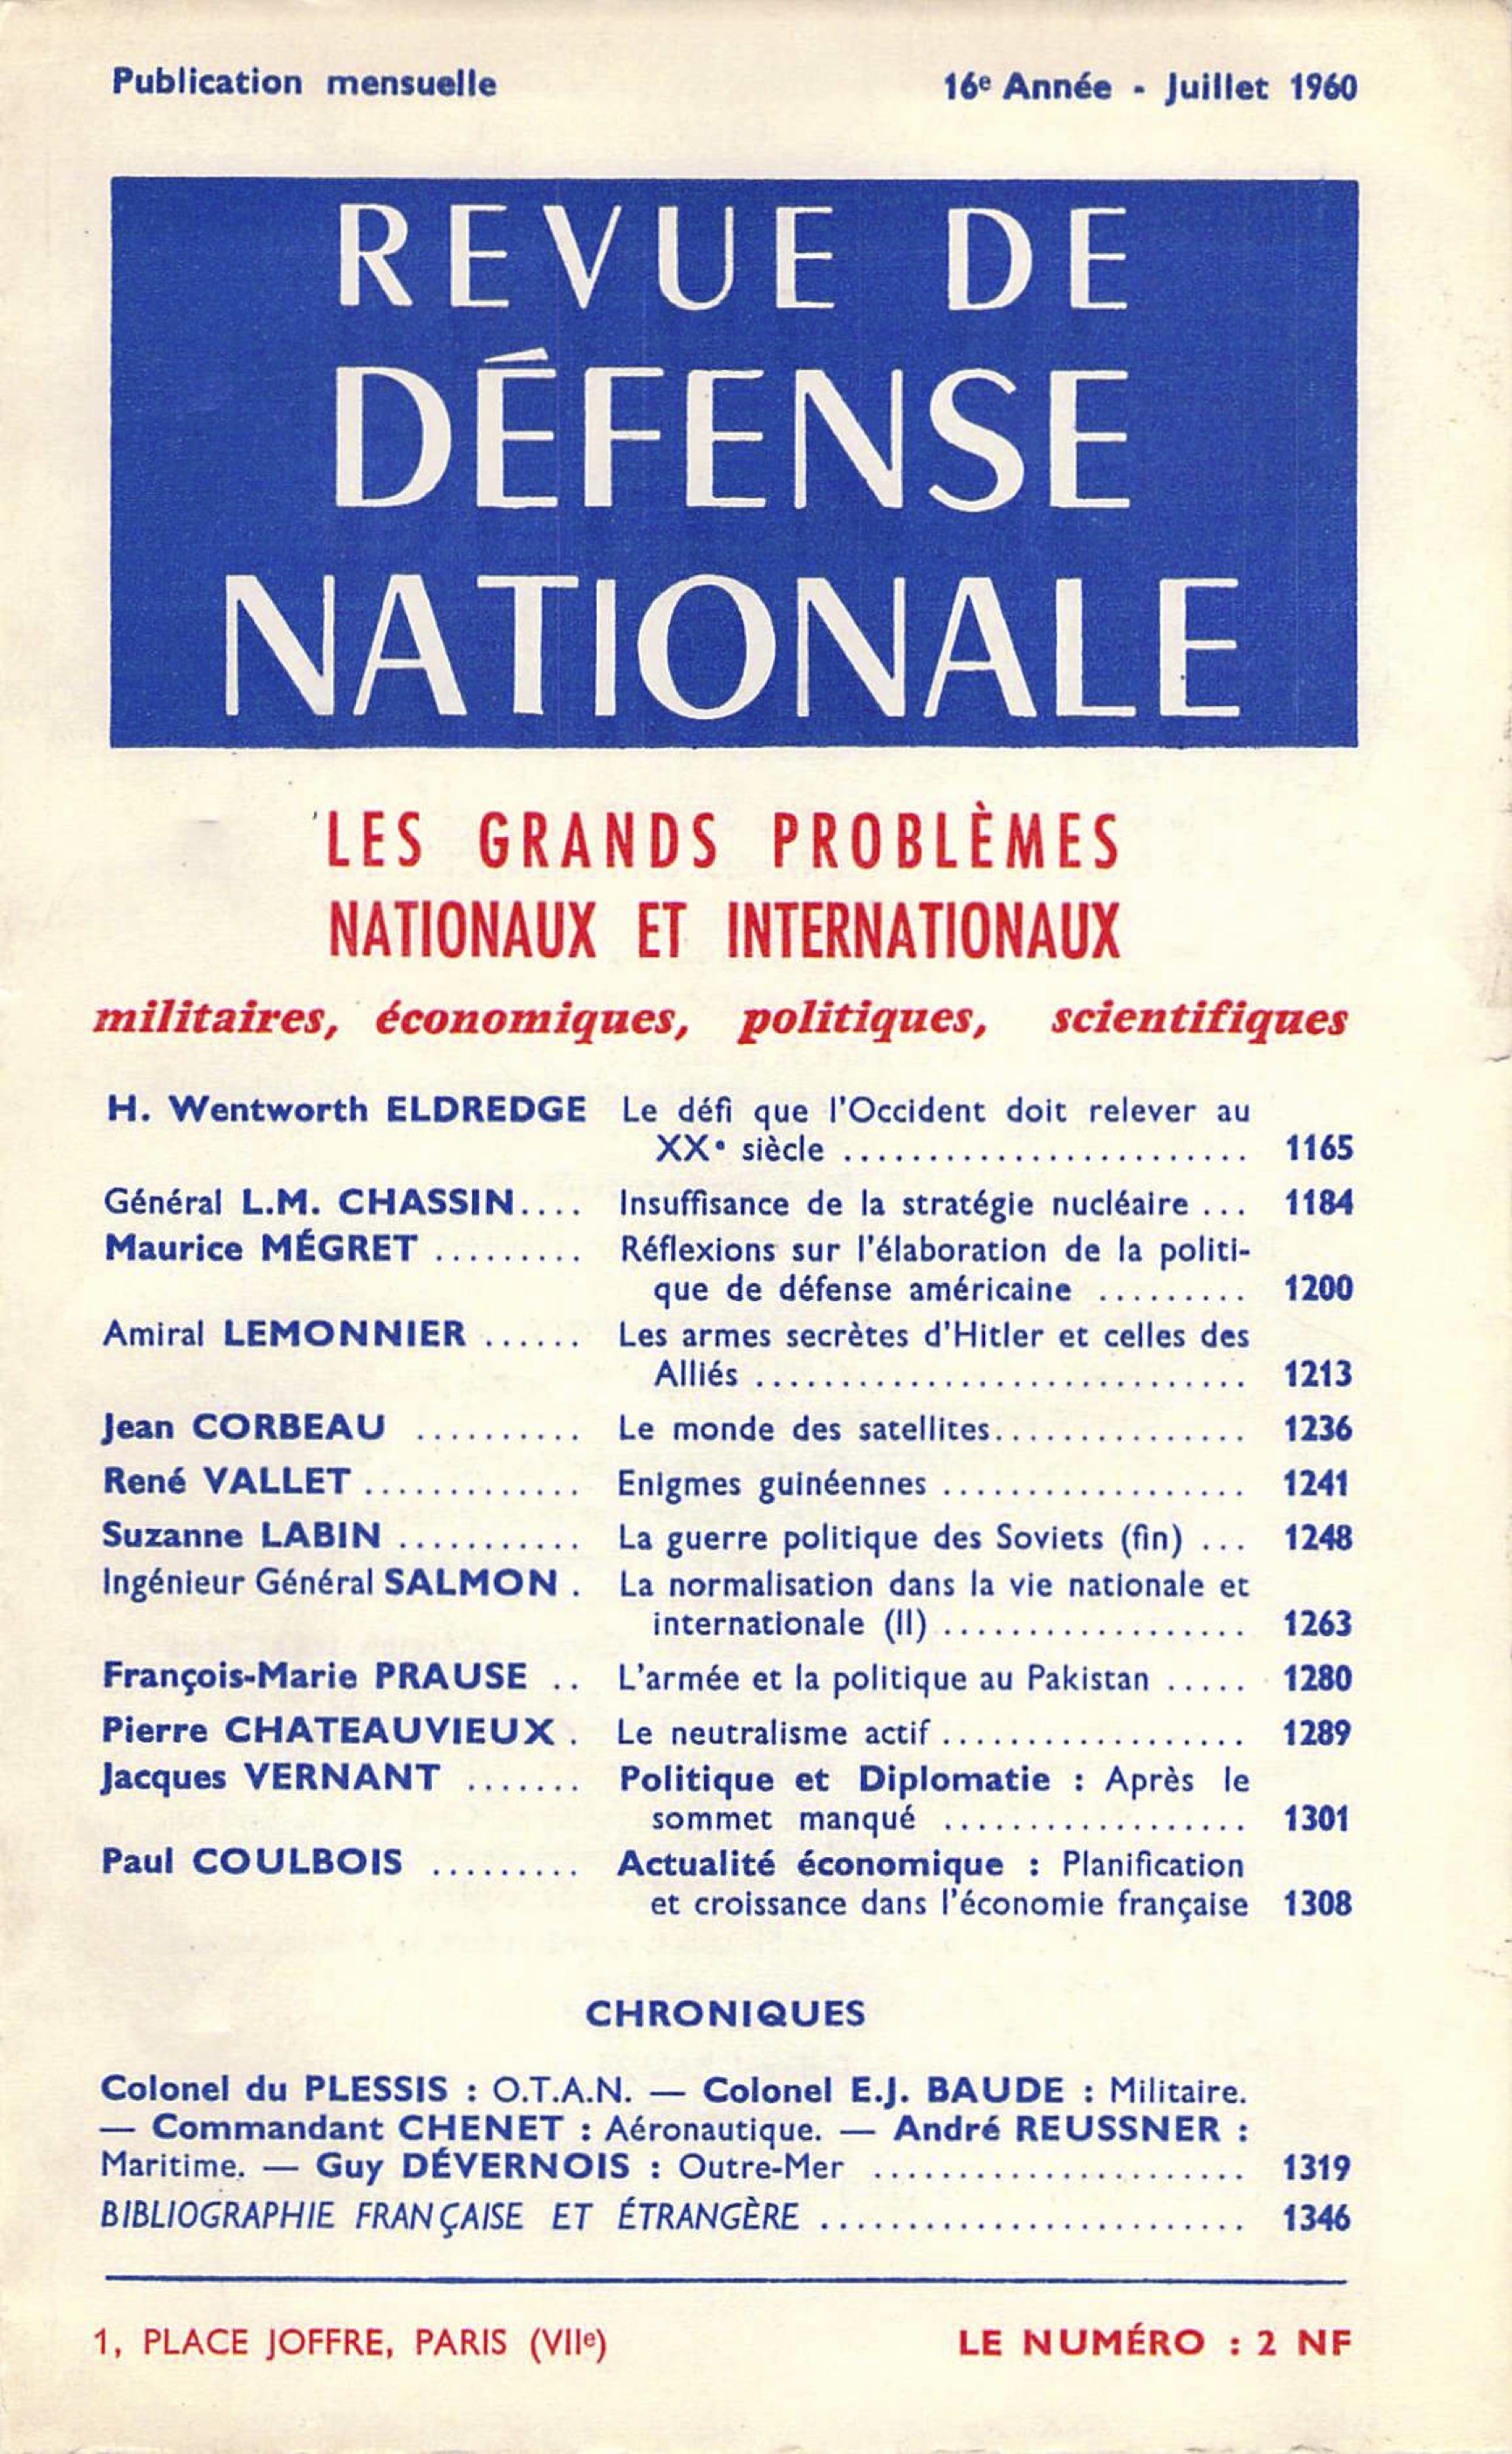 Publication mensuelle
16e Année - Juillet 1960
REVUE DE
DÉFENSE
NATIONALE
LES GRANDS PROBLÈMES
NATIONAUX ET INTERNATIONAUX
militaires, économiques, politiques, scientifiques
H. Wentworth ELDREDGE Le défi que l'Occident doit relever au
XXe siècle ........................ 1165
Général L.M. CHASSIN.... Insuffisance de la stratégie nucléaire ... 1184
Maurice MÉGRET ......... Réflexions sur l'élaboration de la politi-
que de défense américaine ......... 1200
Amiral LEMONNIER ...... Les armes secrètes d'Hitler et celles des
Alliés ............................. 1213
Jean CORBEAU .......... Le monde des satellites............... 1236
René VALLET ............. Enigmes guinéennes .................. 1241
Suzanne LABIN ........... La guerre politique des Soviets (fin) ... 1248
Ingénieur Général SALMON . La normalisation dans la vie nationale et
internationale (II) .................. 1263
François-Marie PRAUSE .. L'armée et la politique au Pakistan ..... 1280
Pierre CHATEAUVIEUX . Le neutralisme actif .................. 1289
Jacques VERNANT ....... Politique et Diplomatie : Après le
sommet manqué .................. 1301
Paul COULBOIS ......... Actualité économique : Planification
et croissance dans l'économie française 1308
CHRONIQUES
Colonel du PLESSIS : O.T.A.N. — Colonel E.J. BAUDE : Militaire.
— Commandant CHENET : Aéronautique. — André REUSSNER :
Maritime. — Guy DÉVERNOIS : Outre-Mer ...................... 1319
BIBLIOGRAPHIE FRANÇAISE ET ÉTRANGÈRE ......................... 1346
1, PLACE JOFFRE, PARIS (VIIe)
LE NUMÉRO : 2 NF